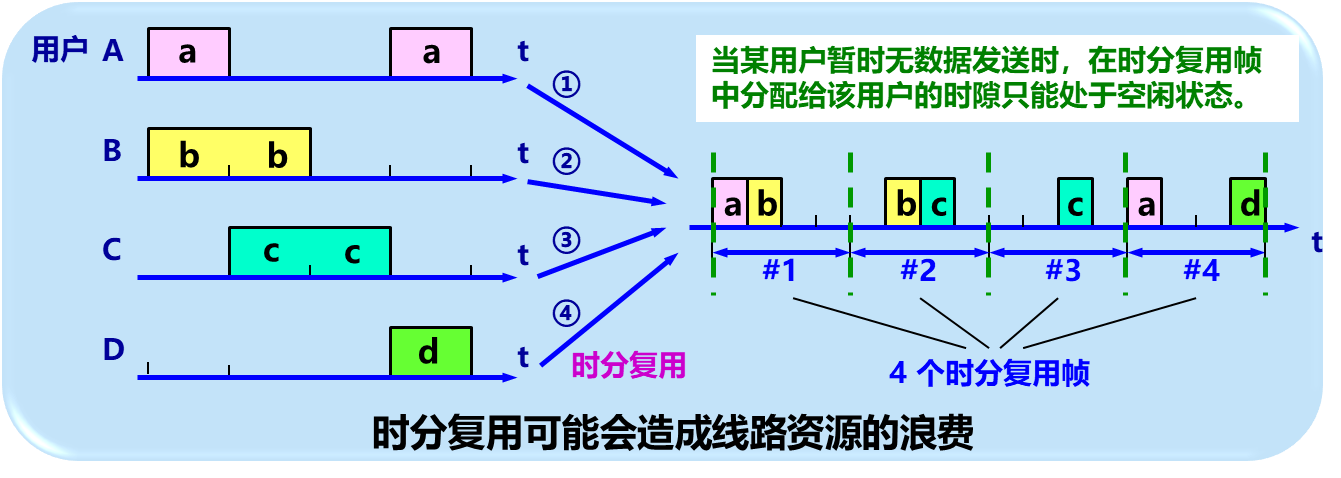 用户 A a a t
①
当某用户暂时无数据发送时，在时分复用帧
中分配给该用户的时隙只能处于空闲状态。
B b b t
②
a b b c c a d t
C c c t
③
#1 #2 #3 #4
④
D d t
时分复用
4 个时分复用帧
时分复用可能会造成线路资源的浪费